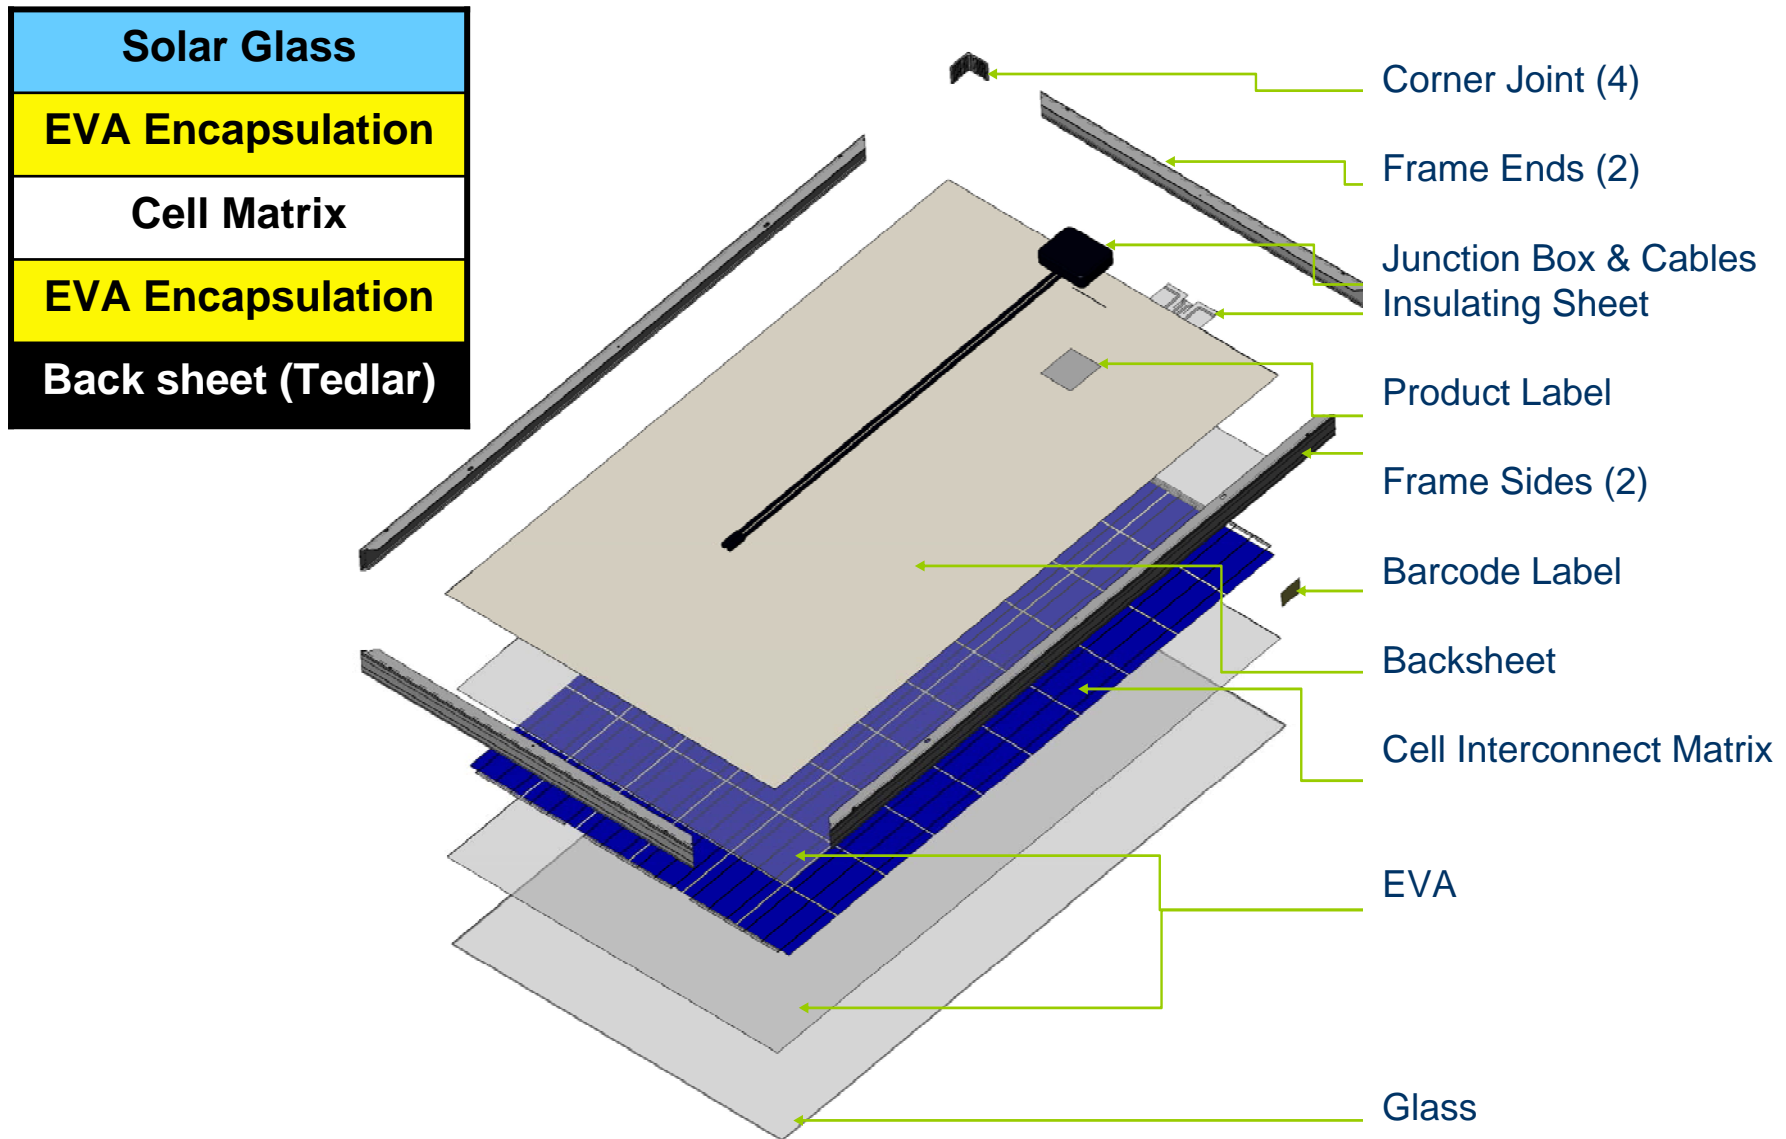 Solar Glass
EVA Encapsulation
Cell Matrix
EVA Encapsulation
Back sheet (Tedlar)
Corner Joint (4)
Frame Ends (2)
Junction Box & Cables
Insulating Sheet
Product Label
Frame Sides (2)
Barcode Label
Backsheet
Cell Interconnect Matrix
EVA
Glass